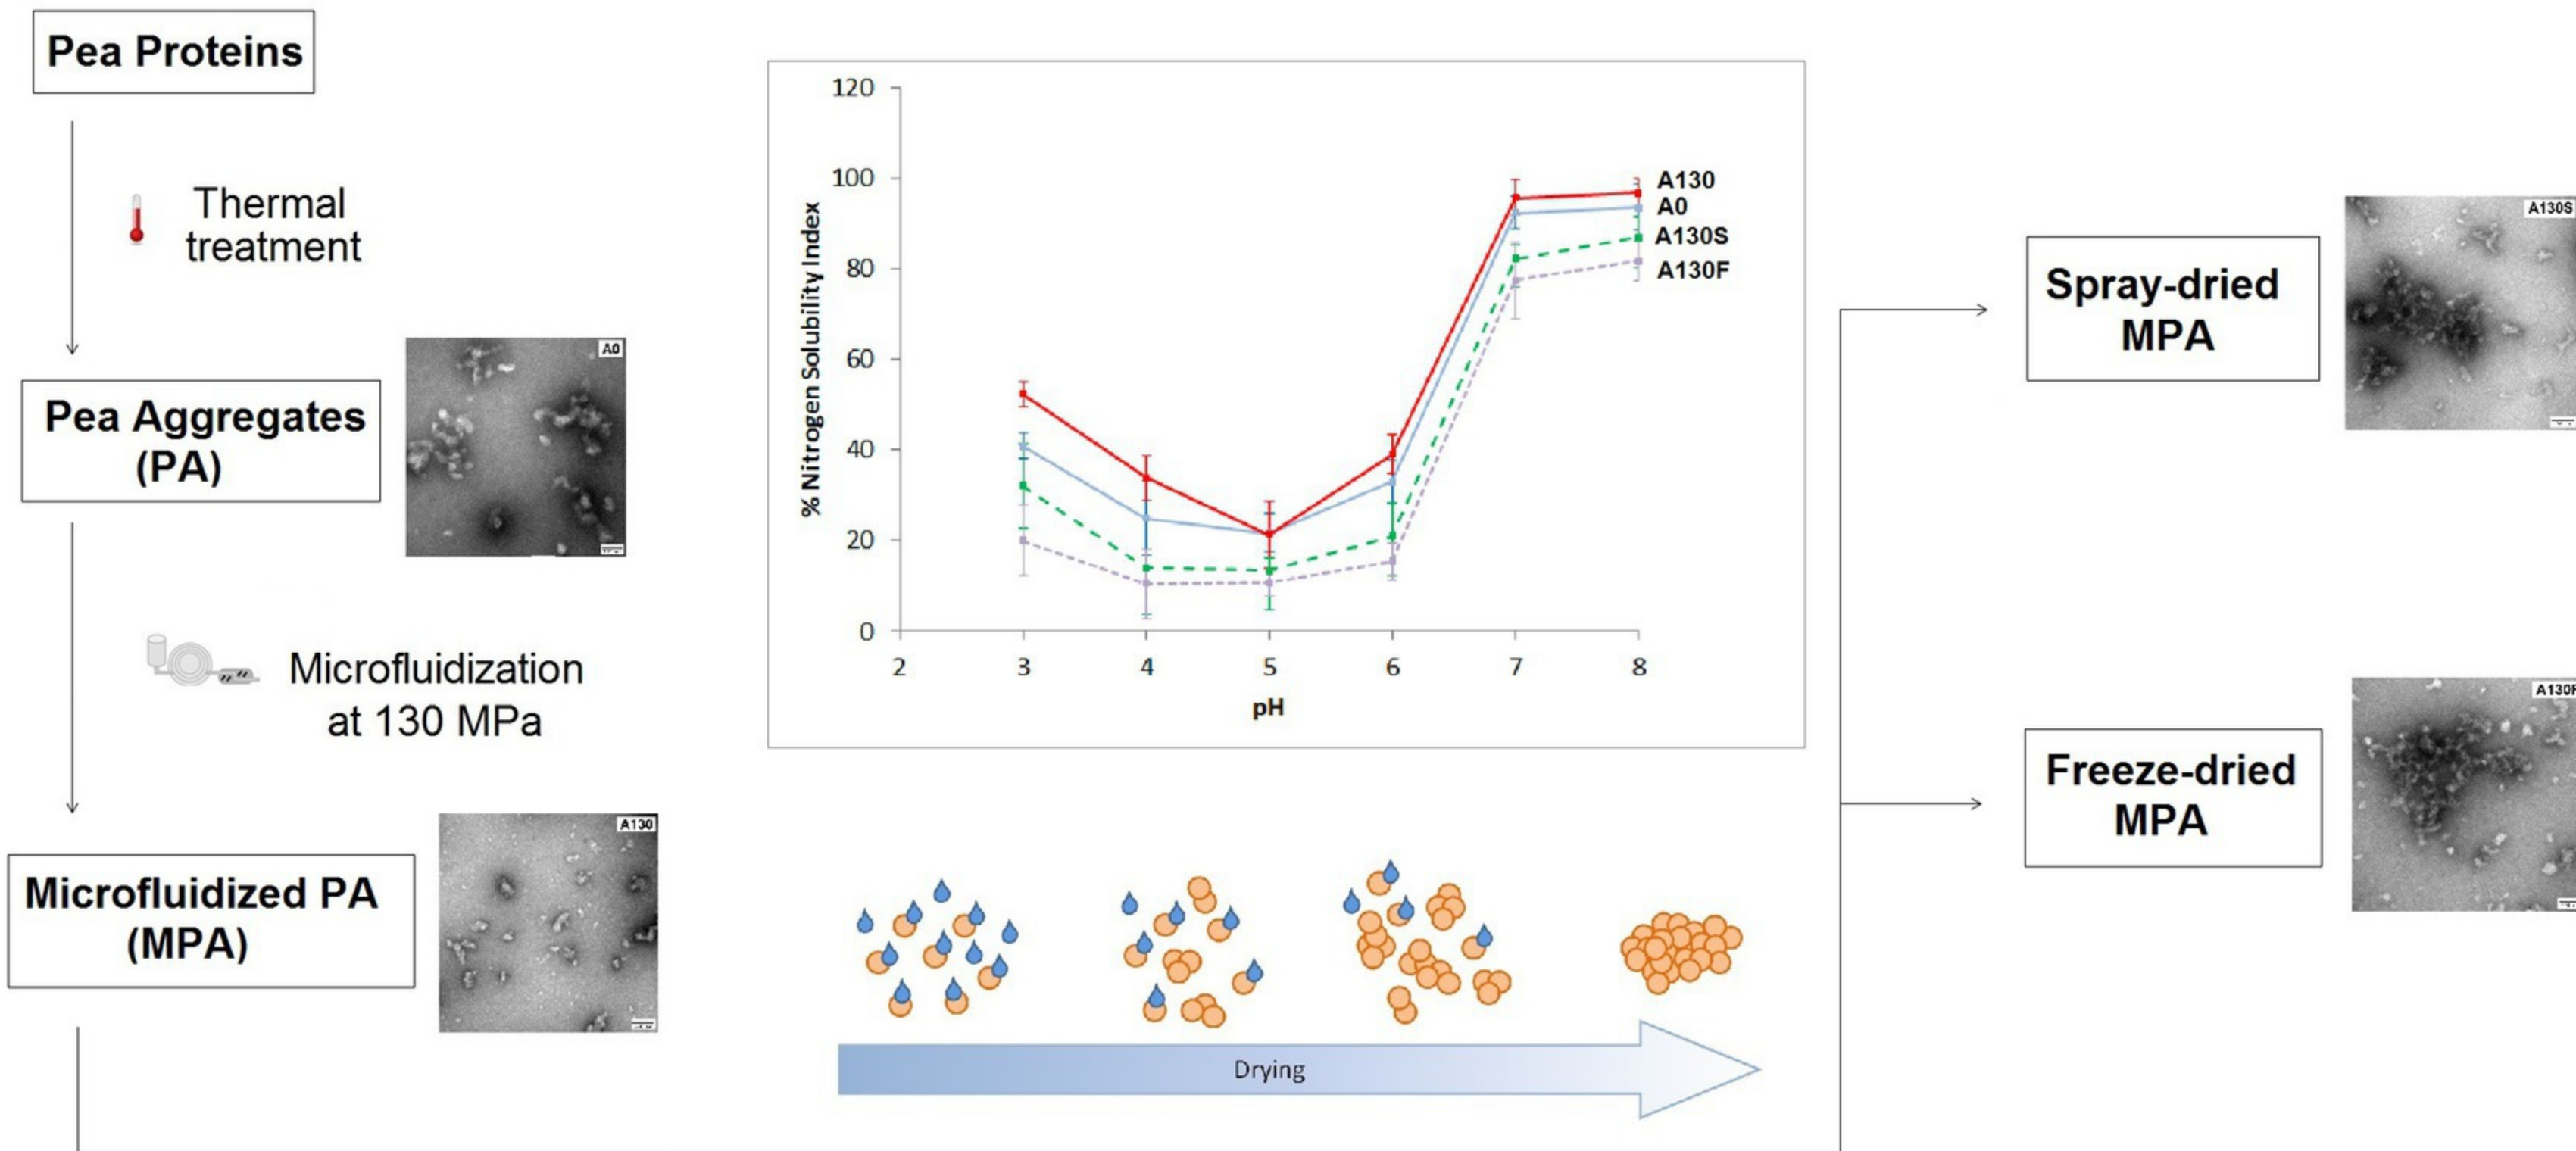 Pea Proteins
Thermal
treatment
Pea Aggregates
(PA)
A0
Microfluidization
at 130 MPa
Microfluidized PA
(MPA)
A130
% Nitrogen Solubility Index
120
100
80
60
40
20
0
2 3 4 5 6 7 8
pH
A130
A0
A130S
A130F
Drying
Spray-dried
MPA
A130S
Freeze-dried
MPA
A130F